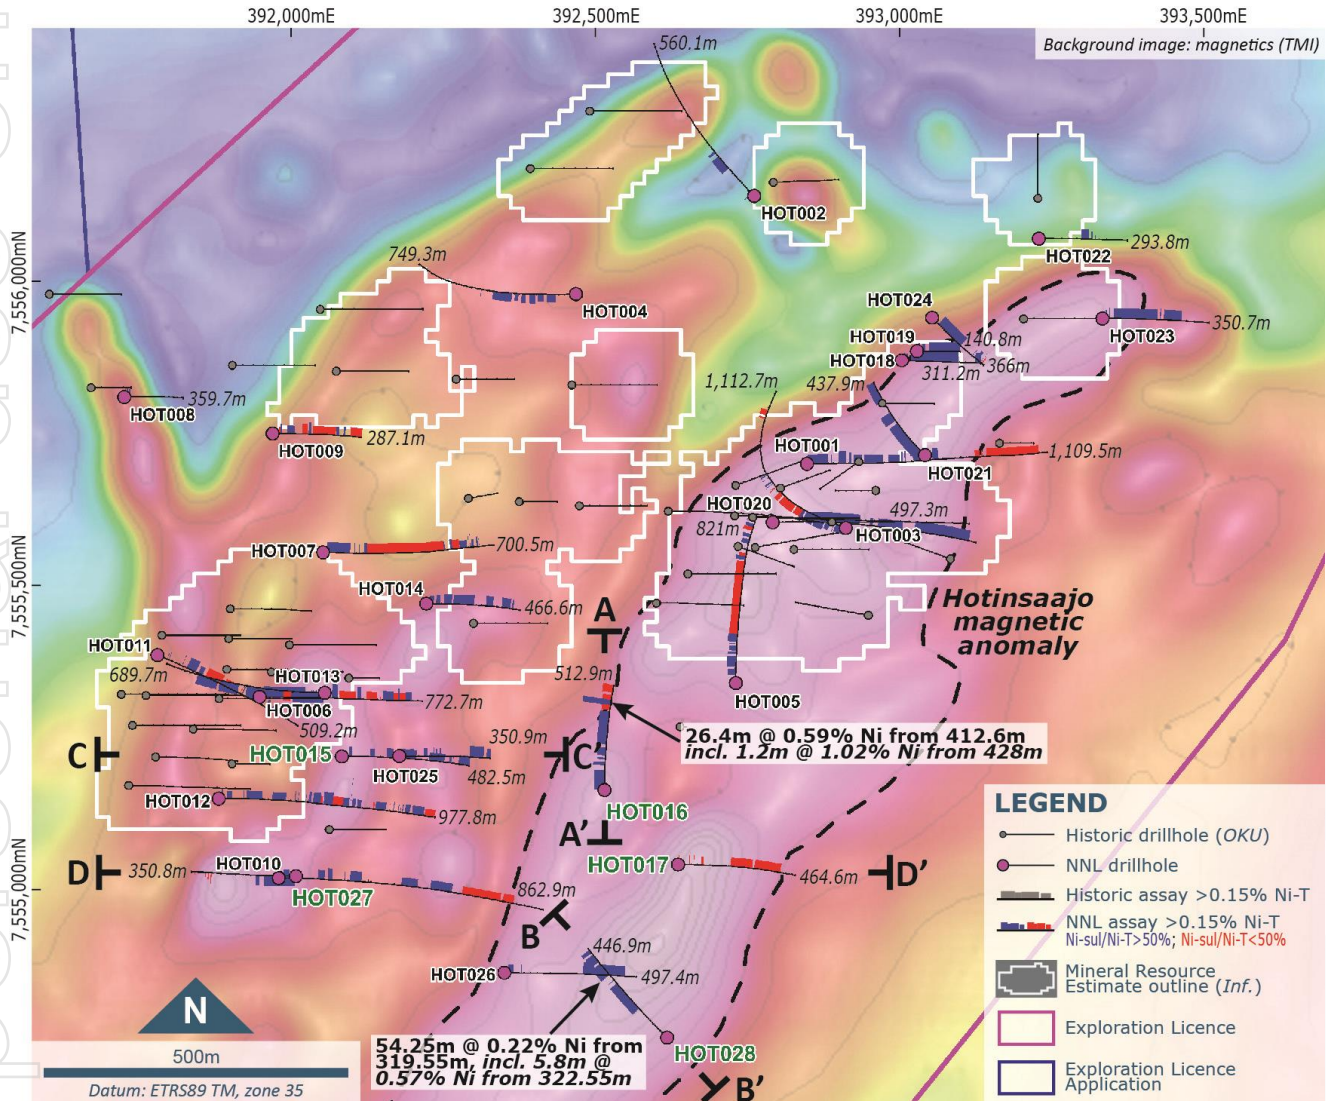 392,000mE
392,500mE
393,000mE
393,500mE
Background image: magnetics (TMI)
560.1m
HOT002
293.8m
HOT022
749.3m
HOT004
7,556,000mN
HOT024
HOT019
HOT018
140.8m
366m
311.2m
HOT023
350.7m
HOT008
359.7m
1,112.7m
437.9m
HOT009
287.1m
HOT001
HOT021
1,109.5m
HOT020
497.3m
821m
HOT003
HOT007
700.5m
7,555,500mN
HOT014
466.6m
A
Hotinsaajo
magnetic
anomaly
HOT011
689.7m
HOT013
512.9m
HOT005
HOT006
772.7m
509.2m
26.4m @ 0.59% Ni from 412.6m
incl. 1.2m @ 1.02% Ni from 428m
C
HOT015
350.9m
C'
HOT025
482.5m
HOT012
977.8m
HOT016
A'
HOT017
464.6m
D'
D
350.8m
HOT010
HOT027
862.9m
7,555,000mN
B
446.9m
HOT026
497.4m
54.25m @ 0.22% Ni from
319.55m, incl. 5.8m @
0.57% Ni from 322.55m
HOT028
B'
N
500m
Datum: ETRS89 TM, zone 35
LEGEND
Historic drillhole (OKU)
NNL drillhole
Historic assay >0.15% Ni-T
NNL assay >0.15% Ni-T
Ni-sul/Ni-T>50%; Ni-sul/Ni-T<50%
Mineral Resource
Estimate outline (Inf.)
Exploration Licence
Exploration Licence
Application